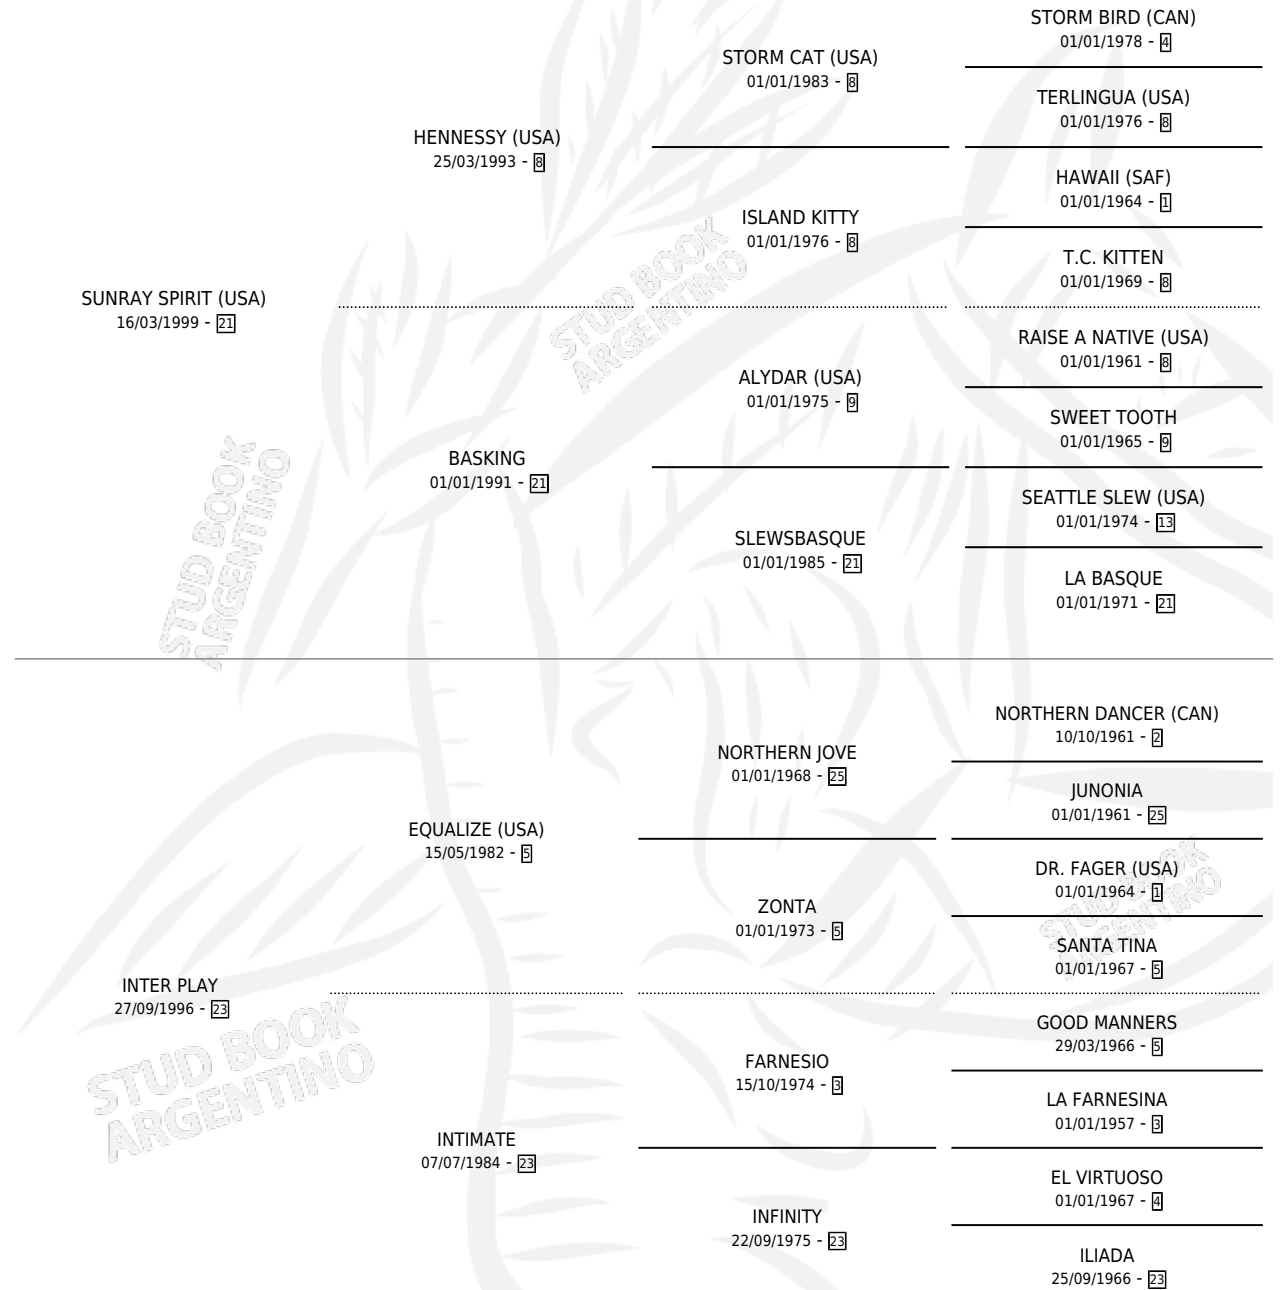 STORM BIRD (CAN)
01/01/1978 - 4
STORM CAT (USA)
01/01/1983 - 8
TERLINGUA (USA)
01/01/1976 - 8
HENNESSY (USA)
25/03/1993 - 8
HAWAII (SAF)
01/01/1964 - 1
ISLAND KITTY
01/01/1976 - 8
T.C. KITTEN
01/01/1969 - 8
SUNRAY SPIRIT (USA)
16/03/1999 - 21
RAISE A NATIVE (USA)
01/01/1961 - 8
ALYDAR (USA)
01/01/1975 - 9
SWEET TOOTH
01/01/1965 - 9
BASKING
01/01/1991 - 21
SEATTLE SLEW (USA)
01/01/1974 - 13
SLEWSBASQUE
01/01/1985 - 21
LA BASQUE
01/01/1971 - 21
NORTHERN DANCER (CAN)
10/10/1961 - 2
NORTHERN JOVE
01/01/1968 - 25
JUNONIA
01/01/1961 - 25
EQUALIZE (USA)
15/05/1982 - 5
DR. FAGER (USA)
01/01/1964 - 1
ZONTA
01/01/1973 - 5
SANTA TINA
01/01/1967 - 5
INTER PLAY
27/09/1996 - 23
GOOD MANNERS
29/03/1966 - 5
FARNESIO
15/10/1974 - 3
LA FARNESINA
01/01/1957 - 3
INTIMATE
07/07/1984 - 23
EL VIRTUOSO
01/01/1967 - 4
INFINITY
22/09/1975 - 23
ILIADA
25/09/1966 - 23
STUD BOOK
ARGENTINO
STUD BOOK
ARGENTINO
STUD BOOK
ARGENTINO
STUD BOOK
ARGENTINO